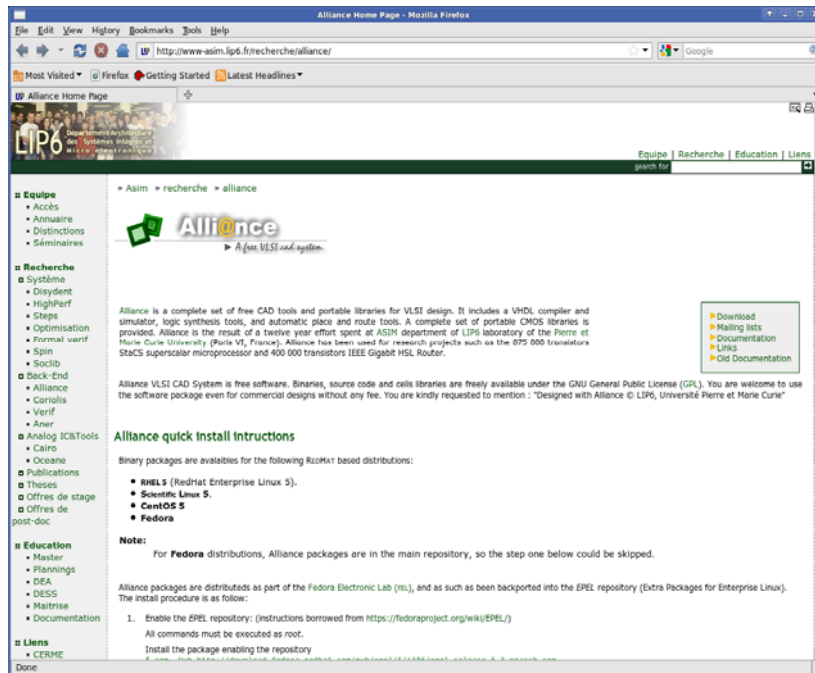 Alliance Home Page - Mozilla Firefox
File Edit View History Bookmarks Tools Help
http://www-asim.lip6.fr/recherche/alliance/
Google
Most Visited Firefox Getting Started Latest Headlines
Alliance Home Page
LIP6 Département Architecture
des Systèmes Intégrés et
Micro-électronique
Equipe | Recherche | Education | Liens
search for
Equipe
Accès
Annuaire
Distinctions
Séminaires
Recherche
Système
Disydent
HighPerf
Steps
Optimisation
Formal verif
Spin
Soclib
Back-End
Alliance
Coriolis
Verif
Aner
Analog IC&Tools
Cairo
Oceane
Publications
Theses
Offres de stage
Offres de
post-doc
Education
Master
Plannings
DEA
DESS
Maitrise
Documentation
Liens
CERME
» Asim » recherche » alliance
Alli@nce
A free VLSI cad system
Alliance is a complete set of free CAD tools and portable libraries for VLSI design. It includes a VHDL compiler and
simulator, logic synthesis tools, and automatic place and route tools. A complete set of portable CMOS libraries is
provided. Alliance is the result of a twelve year effort spent at ASIM department of LIP6 laboratory of the Pierre et
Marie Curie University (Paris VI, France). Alliance has been used for research projects such as the 875 000 transistors
StaCS superscalar microprocessor and 400 000 transistors IEEE Gigabit HSL Router.
Download
Mailing lists
Documentation
Links
Old Documentation
Alliance VLSI CAD System is free software. Binaries, source code and cells libraries are freely available under the GNU General Public License (GPL). You are welcome to use
the software package even for commercial designs without any fee. You are kindly requested to mention : "Designed with Alliance © LIP6, Université Pierre et Marie Curie"
Alliance quick install intructions
Binary packages are avalaibles for the following REDHAT based distributions:
RHEL 5 (RedHat Enterprise Linux 5).
Scientific Linux 5.
CentOS 5
Fedora
Note:
For Fedora distributions, Alliance packages are in the main repository, so the step one below could be skipped.
Alliance packages are distributeds as part of the Fedora Electronic Lab (FEL), and as such as been backported into the EPEL repository (Extra Packages for Enterprise Linux).
The install procedure is as follow:
1. Enable the EPEL repository: (instructions borrowed from https://fedoraproject.org/wiki/EPEL/)
All commands must be executed as root.
Install the package enabling the repository
Done